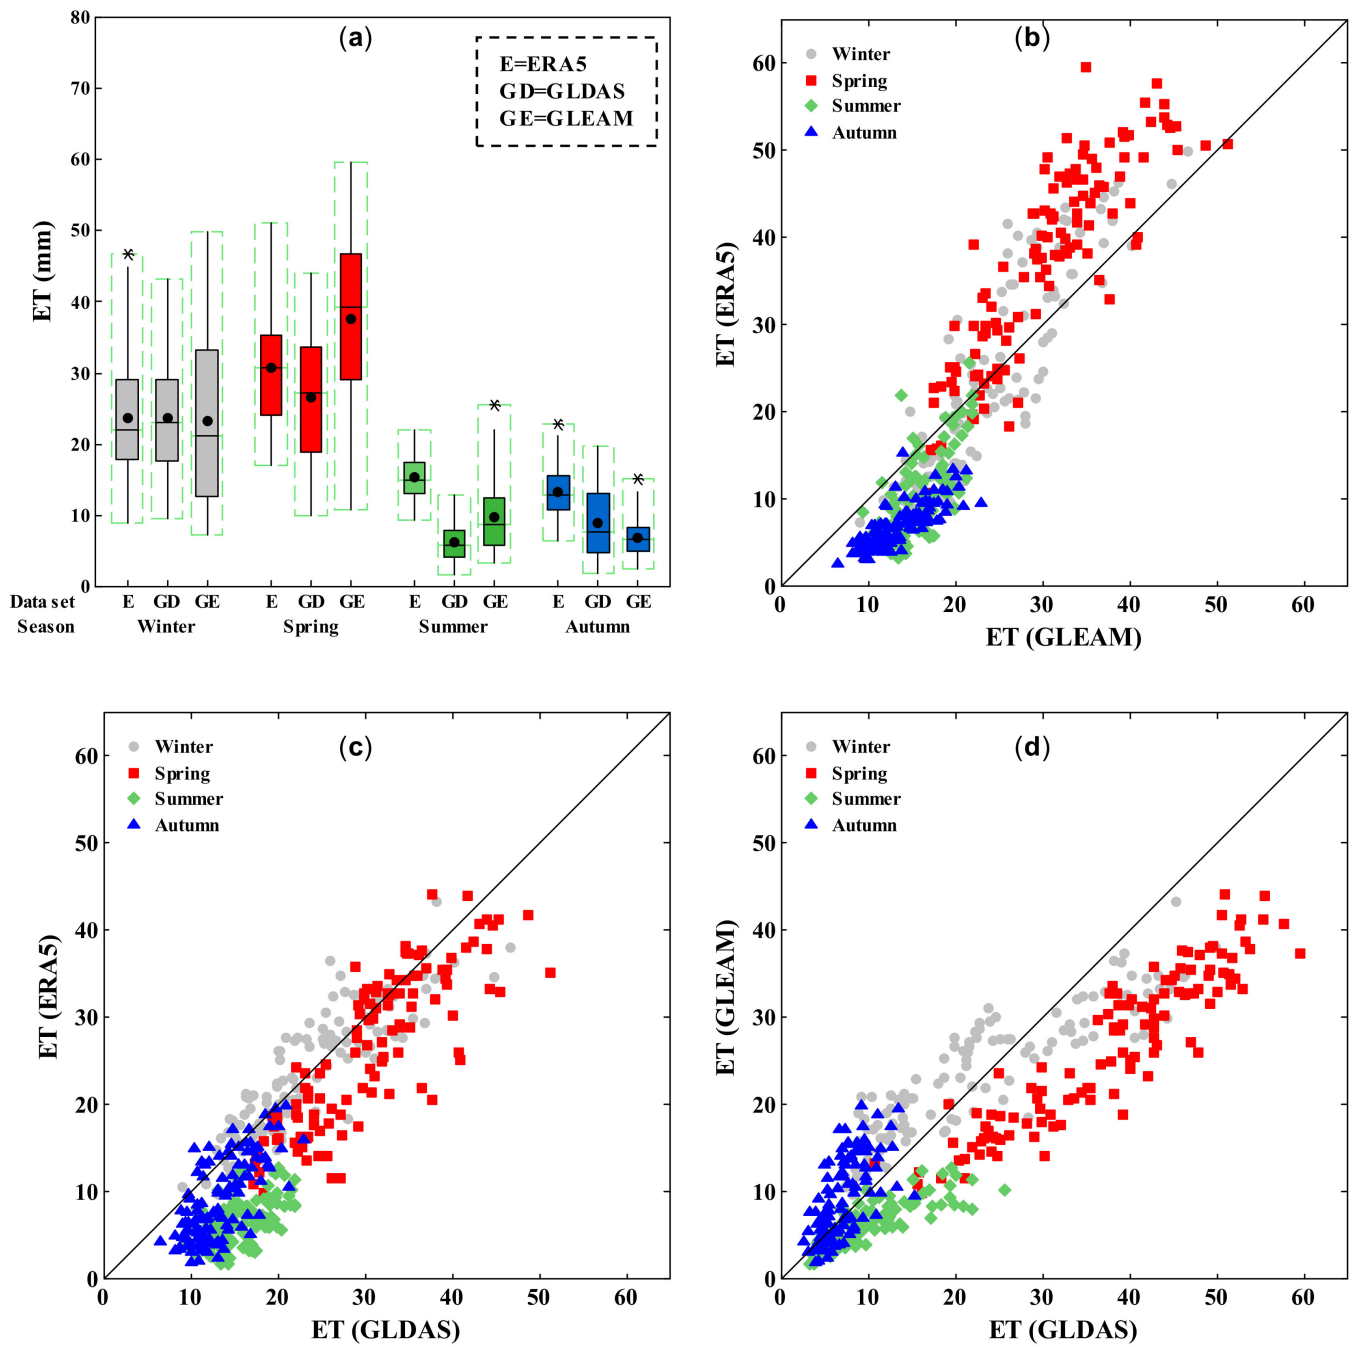 (a)
80
70
60
50
40
30
20
10
0
ET (mm)
E=ERA5
GD=GLDAS
GE=GLEAM
Data set E GD GE E GD GE E GD GE E GD GE
Season Winter Spring Summer Autumn
(b)
Winter
Spring
Summer
Autumn
60
50
40
30
20
10
0
ET (ERA5)
0 10 20 30 40 50 60
ET (GLEAM)
(c)
Winter
Spring
Summer
Autumn
60
50
40
30
20
10
0
ET (ERA5)
0 10 20 30 40 50 60
ET (GLDAS)
(d)
Winter
Spring
Summer
Autumn
60
50
40
30
20
10
0
ET (GLEAM)
0 10 20 30 40 50 60
ET (GLDAS)